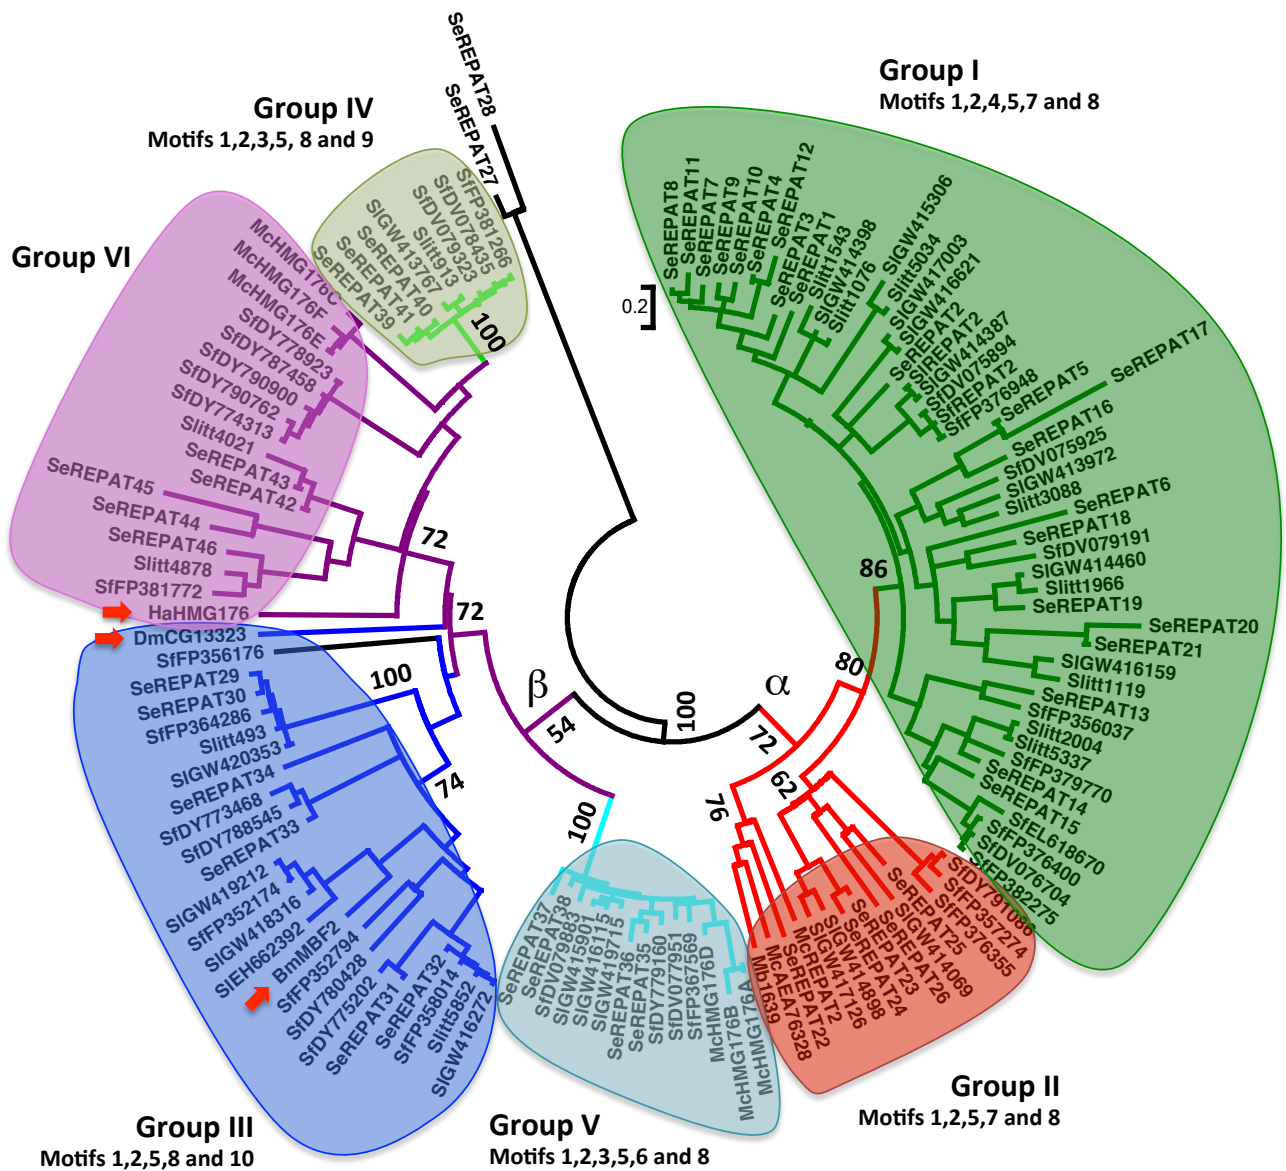 SeREPAT28
SeREPAT27
Group I
Motifs 1,2,4,5,7 and 8
SeREPAT8
SeREPAT11
SeREPAT7
SeREPAT9
SeREPAT10
SeREPAT4
SeREPAT12
SeREPAT3
SeREPAT1
Slitt1543
SlGW414398
Slitt1076
SlGW415306
Slitt5034
SlGW417003
SlGW416621
SeREPAT2
SlREPAT2
SlGW414387
SfDV075894
SfREPAT2
SfFP376948
SeREPAT17
SeREPAT5
SeREPAT16
SfDV075925
SlGW413972
Slitt3088
SeREPAT6
SeREPAT18
SfDV079191
SlGW414460
Slitt1966
SeREPAT19
SeREPAT20
SeREPAT21
SlGW416159
Slitt1119
SeREPAT13
SfFP356037
Slitt2004
Slitt5337
SfFP379770
SeREPAT14
SeREPAT15
SfEL618670
SfFP376400
SfDV076704
SfFP382275
0.2
86
80
α
72
62
76
100
β
54
100
72
72
100
74
100
Group II
Motifs 1,2,5,7 and 8
SfFP357274
SfFP376355
SeREPAT25
SlGW414069
SeREPAT26
SeREPAT23
SeREPAT24
SlGW414898
SlGW417126
McREPAT2
SeREPAT22
McAEA76328
Mb11639
Group V
Motifs 1,2,3,5,6 and 8
McHMG176A
McHMG176B
McHMG176D
SfFP367569
SfDV077951
SfDY779160
SeREPAT35
SeREPAT36
SlGW419715
SlGW416115
SlGW415901
SfDV079883
SeREPAT38
SeREPAT37
Group III
Motifs 1,2,5,8 and 10
SlGW416272
Slitt5852
SfFP358014
SeREPAT32
SeREPAT31
SfDY775202
SfDY780428
SfFP352794
BmMBF2
SlEH662392
SlGW418316
SfFP352174
SlGW419212
SeREPAT33
SfDY788545
SfDY773468
SeREPAT34
SlGW420353
Slitt493
SfFP364286
SeREPAT30
SeREPAT29
SfFP356176
DmCG13323
Group VI
HaHMG176
SfFP381772
Slitt4878
SeREPAT46
SeREPAT44
SeREPAT45
SeREPAT42
SeREPAT43
Slitt4021
SfDY774313
SfDY790762
SfDY790900
SfDY787458
SfDY778923
McHMG176E
McHMG176F
McHMG176C
Group IV
Motifs 1,2,3,5, 8 and 9
SeREPAT39
SeREPAT41
SeREPAT40
SlGW413767
Slitt913
SfDV079323
SfDV078435
SfFP381266
100